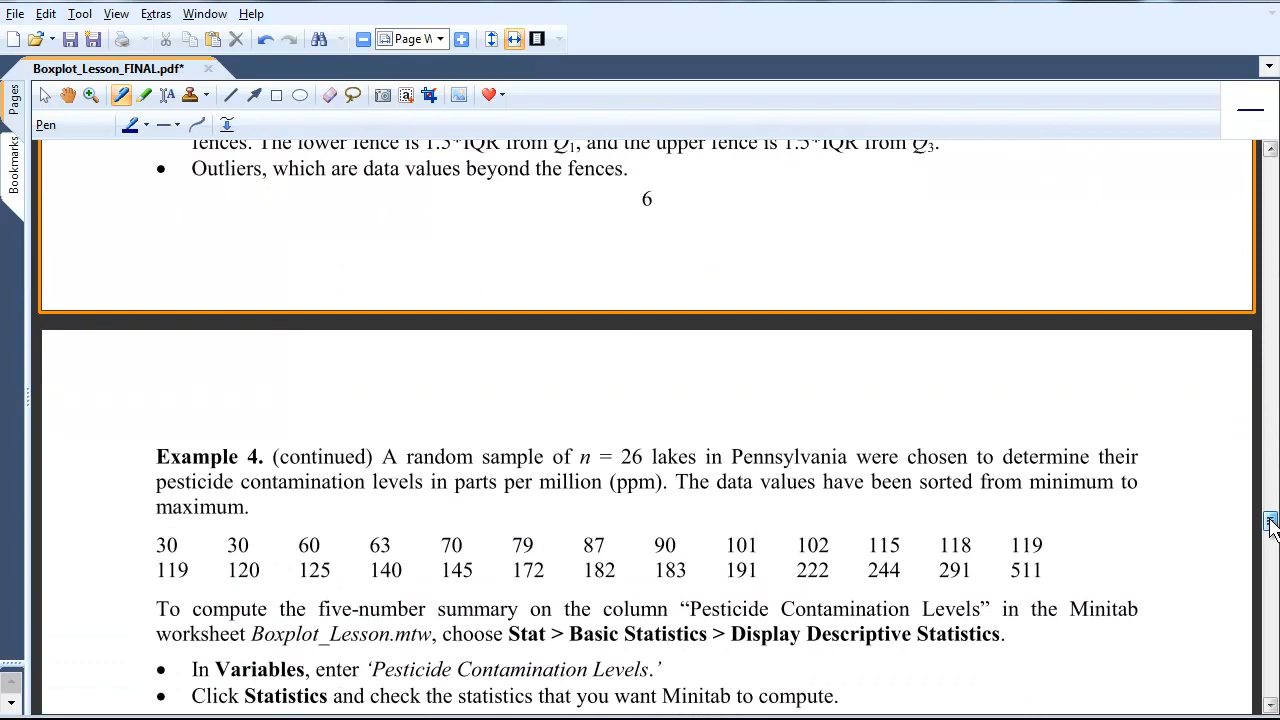 File Edit Tool View Extras Window Help
Page W
Boxplot_Lesson_FINAL.pdf*
Pages
Bookmarks
Pen
fences. The lower fence is 1.5*IQR from Q1, and the upper fence is 1.5*IQR from Q3.
• Outliers, which are data values beyond the fences.
6
Example 4. (continued) A random sample of n = 26 lakes in Pennsylvania were chosen to determine their
pesticide contamination levels in parts per million (ppm). The data values have been sorted from minimum to
maximum.
30 30 60 63 70 79 87 90 101 102 115 118 119
119 120 125 140 145 172 182 183 191 222 244 291 511
To compute the five-number summary on the column “Pesticide Contamination Levels” in the Minitab
worksheet Boxplot_Lesson.mtw, choose Stat > Basic Statistics > Display Descriptive Statistics.
• In Variables, enter ‘Pesticide Contamination Levels.’
• Click Statistics and check the statistics that you want Minitab to compute.